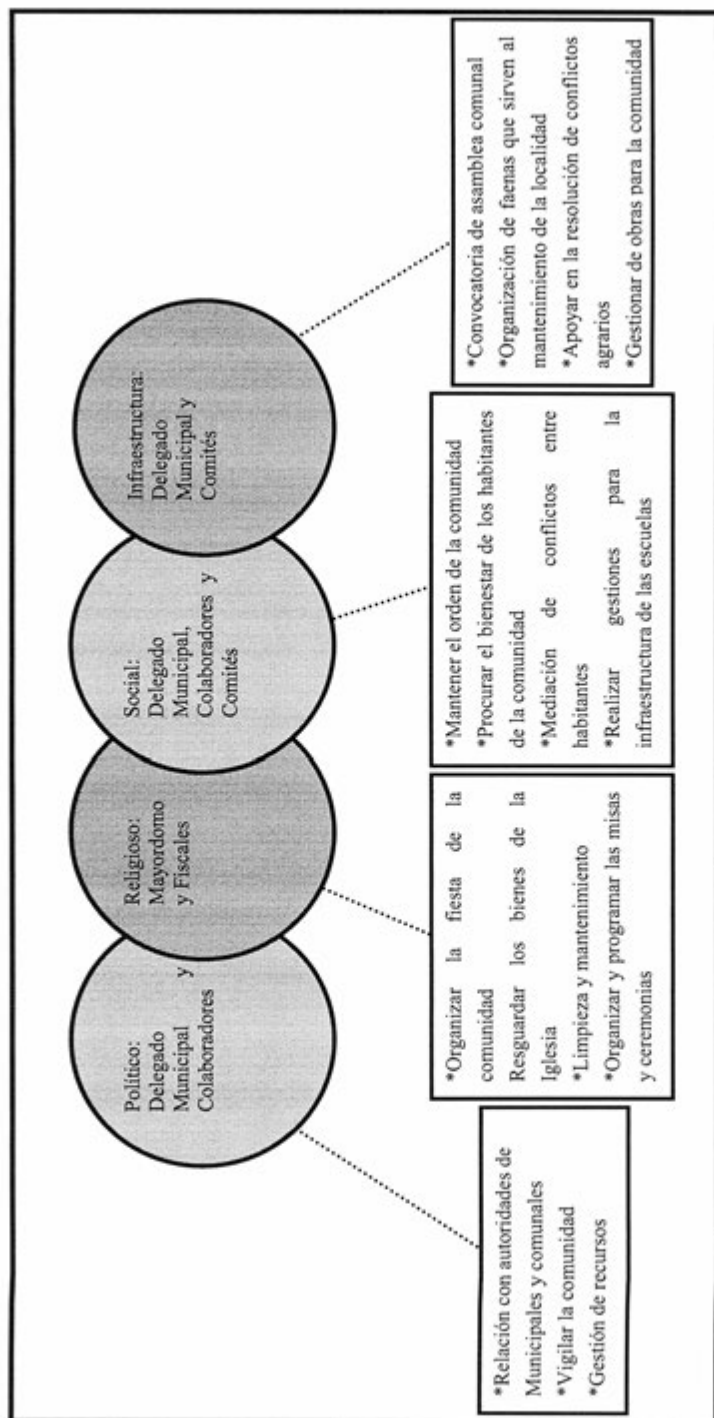 Político:
Delegado
Municipal y
Colaboradores
Religioso:
Mayordomo
y Fiscales
Social:
Delegado
Municipal,
Colaboradores y
Comités
Infraestructura:
Delegado
Municipal y
Comités
*Relación con autoridades de
Municipales y comunales
*Vigilar la comunidad
*Gestión de recursos
*Organizar la fiesta de la
comunidad
Resguardar los bienes de la
Iglesia
*Limpieza y mantenimiento
*Organizar y programar las misas
y ceremonias
*Mantener el orden de la comunidad
*Procurar el bienestar de los habitantes
de la comunidad
*Mediación de conflictos entre
habitantes
*Realizar gestiones para la
infraestructura de las escuelas
*Convocatoria de asamblea comunal
*Organización de faenas que sirven al
mantenimiento de la localidad
*Apoyar en la resolución de conflictos
agrarios
*Gestionar de obras para la comunidad